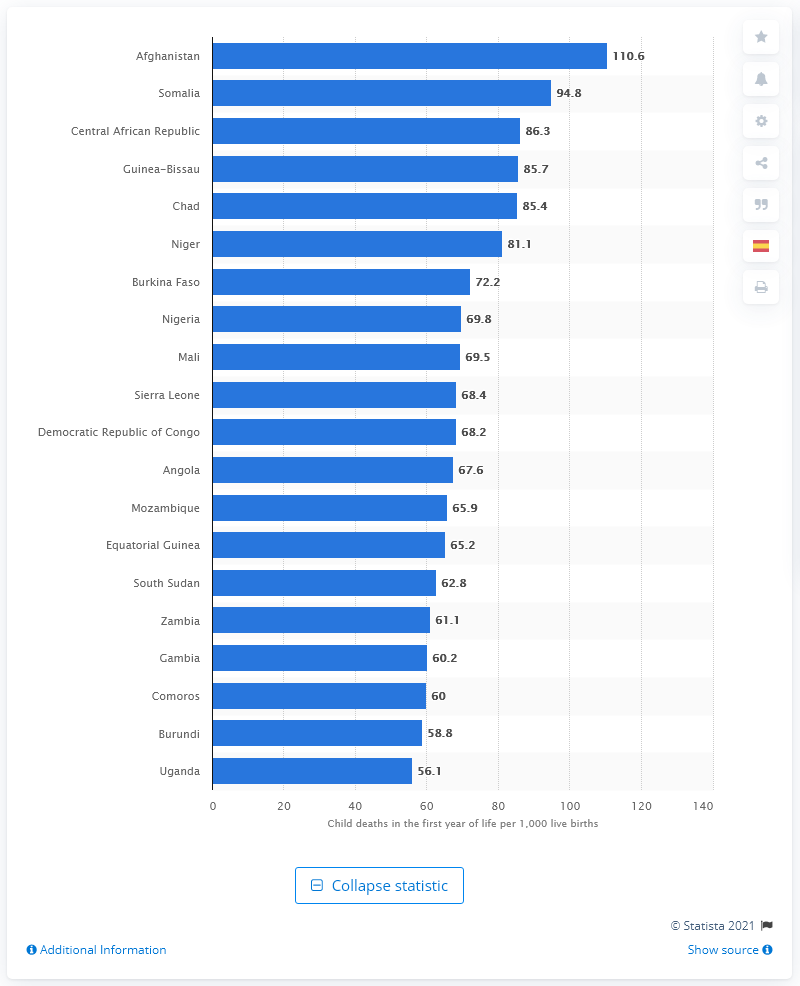 Afghanistan 110.6
Somalia 94.8
Central African Republic 86.3
Guinea-Bissau 85.7
Chad 85.4
Niger 81.1
Burkina Faso 72.2
Nigeria 69.8
Mali 69.5
Sierra Leone 68.4
Democratic Republic of Congo 68.2
Angola 67.6
Mozambique 65.9
Equatorial Guinea 65.2
South Sudan 62.8
Zambia 61.1
Gambia 60.2
Comoros 60
Burundi 58.8
Uganda 56.1
0 20 40 60 80 100 120 140
Child deaths in the first year of life per 1,000 live births
Collapse statistic
© Statista 2021
Additional Information Show source